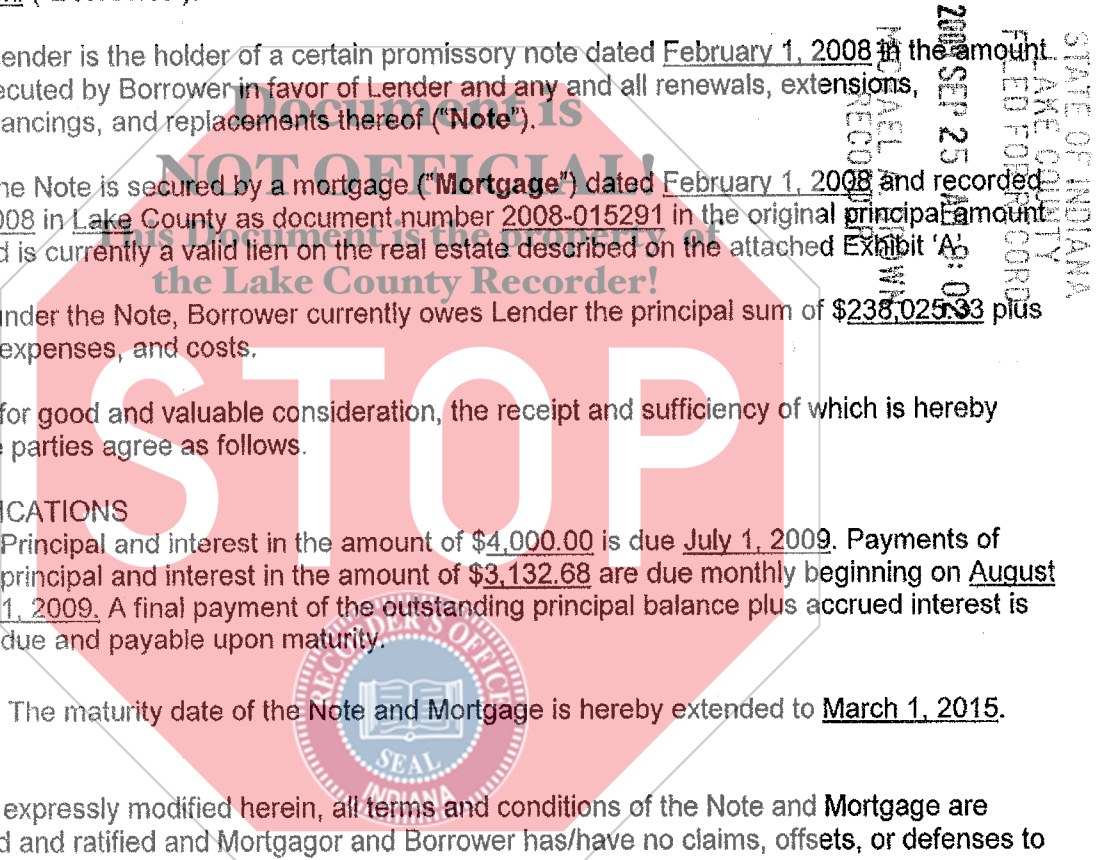 ender is the holder of a certain promissory note dated February 1, 2008 in the amount
ecuted by Borrower in favor of Lender and any and all renewals, extensions,
ancings, and replacements thereof ("Note").
he Note is secured by a mortgage ("Mortgage") dated February 1, 2008 and recorded
008 in Lake County as document number 2008-015291 in the original principal amount
d is currently a valid lien on the real estate described on the attached Exhibit 'A'.
under the Note, Borrower currently owes Lender the principal sum of $238,025.33 plus
expenses, and costs.
for good and valuable consideration, the receipt and sufficiency of which is hereby
e parties agree as follows.
ICATIONS
Principal and interest in the amount of $4,000.00 is due July 1, 2009. Payments of
principal and interest in the amount of $3,132.68 are due monthly beginning on August
1, 2009. A final payment of the outstanding principal balance plus accrued interest is
due and payable upon maturity.
The maturity date of the Note and Mortgage is hereby extended to March 1, 2015.
expressly modified herein, all terms and conditions of the Note and Mortgage are
d and ratified and Mortgagor and Borrower has/have no claims, offsets, or defenses to
Document is
NOT OFFICIAL!
This Document is the property of
the Lake County Recorder!
STOP
RECORDER'S OFFICE
SEAL
INDIANA
STATE OF INDIANA
LAKE COUNTY
FILED FOR RECORD
SEP 25 AM 9: 02